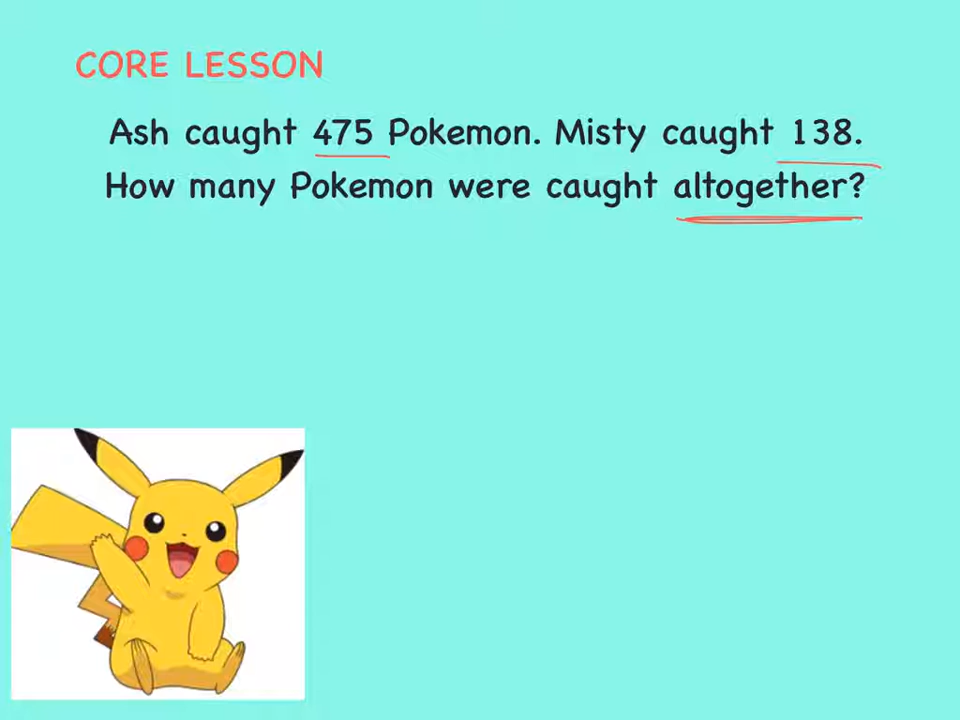 CORE LESSON
Ash caught 475 Pokemon. Misty caught 138.
How many Pokemon were caught altogether?